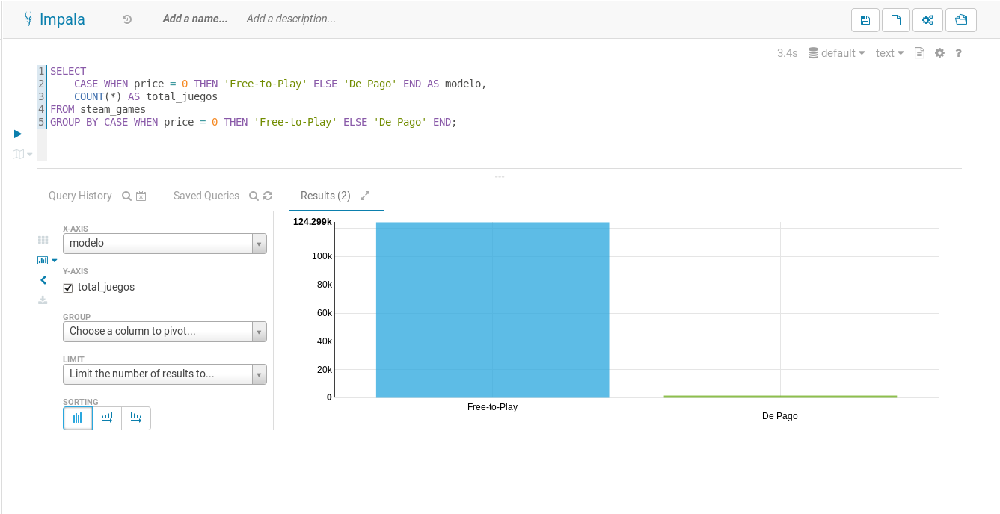 Impala
Add a name...
Add a description...
3.4s
default
text
?
1 SELECT
2 CASE WHEN price = 0 THEN 'Free-to-Play' ELSE 'De Pago' END AS modelo,
3 COUNT(*) AS total_juegos
4 FROM steam_games
5 GROUP BY CASE WHEN price = 0 THEN 'Free-to-Play' ELSE 'De Pago' END;
Query History
Saved Queries
Results (2)
X-AXIS
modelo
Y-AXIS
total_juegos
GROUP
Choose a column to pivot...
LIMIT
Limit the number of results to...
SORTING
124.299k
100k
80k
60k
40k
20k
0
Free-to-Play
De Pago